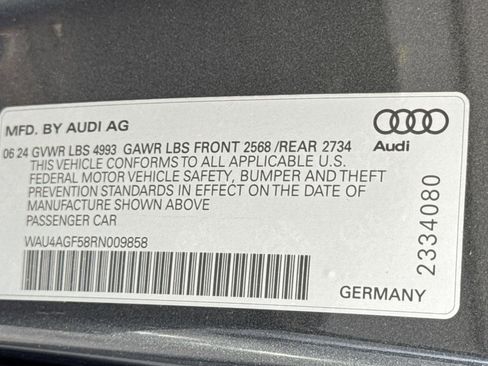 MFD. BY AUDI AG
06 24 GVWR LBS 4993 GAWR LBS FRONT 2568 /REAR 2734
THIS VEHICLE CONFORMS TO ALL APPLICABLE U.S.
FEDERAL MOTOR VEHICLE SAFETY, BUMPER AND THEFT
PREVENTION STANDARDS IN EFFECT ON THE DATE OF
MANUFACTURE SHOWN ABOVE.
PASSENGER CAR
WAU4AGF58RN009858
GERMANY
Audi
2334080